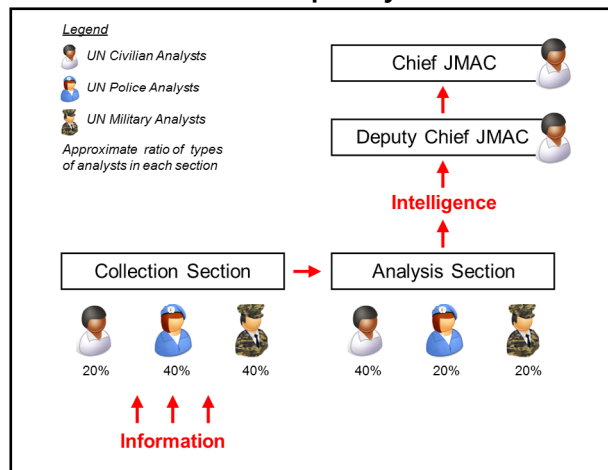 Legend
UN Civilian Analysts
UN Police Analysts
UN Military Analysts
Approximate ratio of types
of analysts in each section
Chief JMAC
Deputy Chief JMAC
Intelligence
Collection Section
Analysis Section
20%
40%
40%
40%
20%
20%
Information